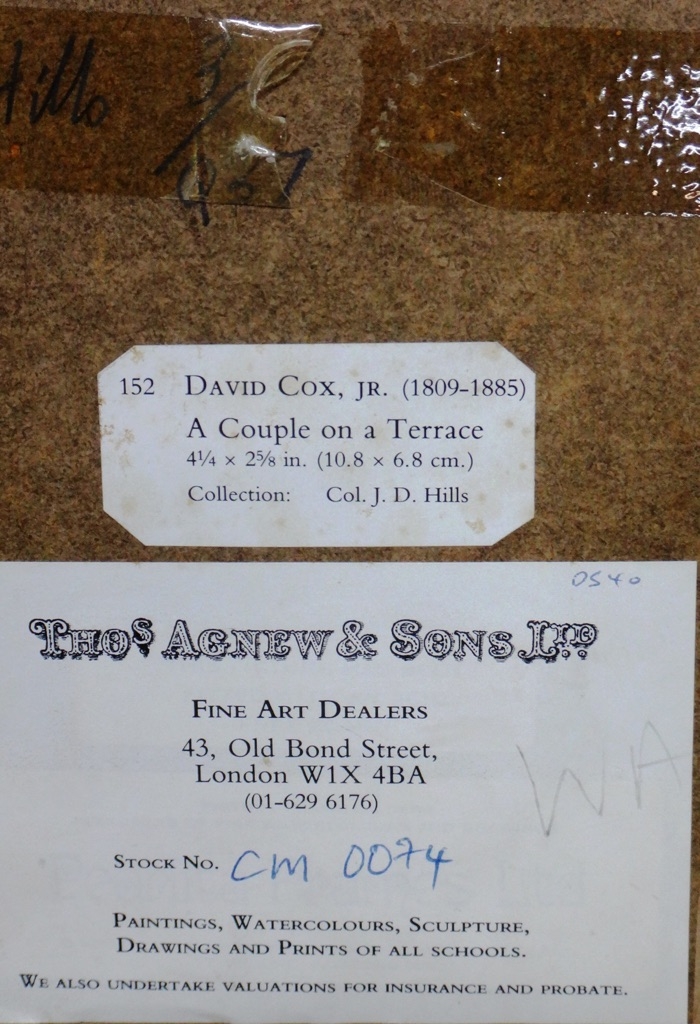 152 DAVID COX, JR. (1809-1885)
A Couple on a Terrace
4¼ × 2⅝ in. (10.8 × 6.8 cm.)
Collection: Col. J. D. Hills
0540
THOS AGNEW & SONS LTD
FINE ART DEALERS
43, Old Bond Street,
London W1X 4BA
(01-629 6176)
WA
STOCK NO. CM 0074
PAINTINGS, WATERCOLOURS, SCULPTURE,
DRAWINGS AND PRINTS OF ALL SCHOOLS.
WE ALSO UNDERTAKE VALUATIONS FOR INSURANCE AND PROBATE.